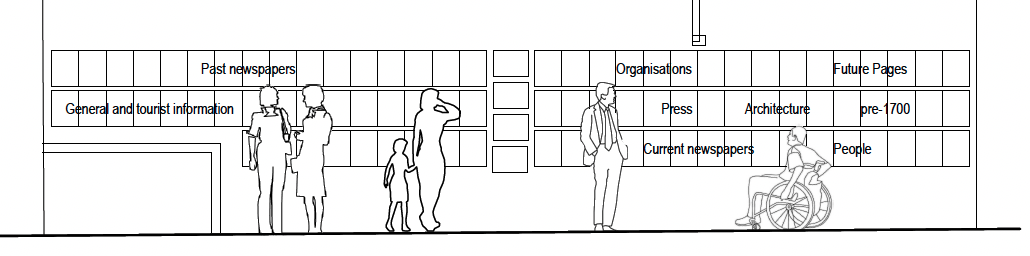 Past newspapers
Organisations
Future Pages
General and tourist information
Press
Architecture
pre-1700
Current newspapers
People